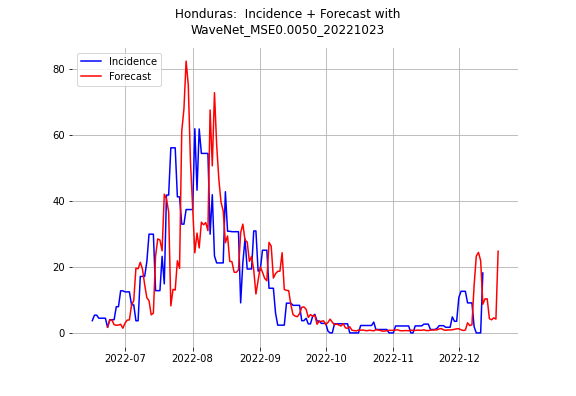 Honduras:  Incidence + Forecast with
WaveNet_MSE0.0050_20221023
Incidence
Forecast
80
60
40
20
0
2022-07
2022-08
2022-09
2022-10
2022-11
2022-12